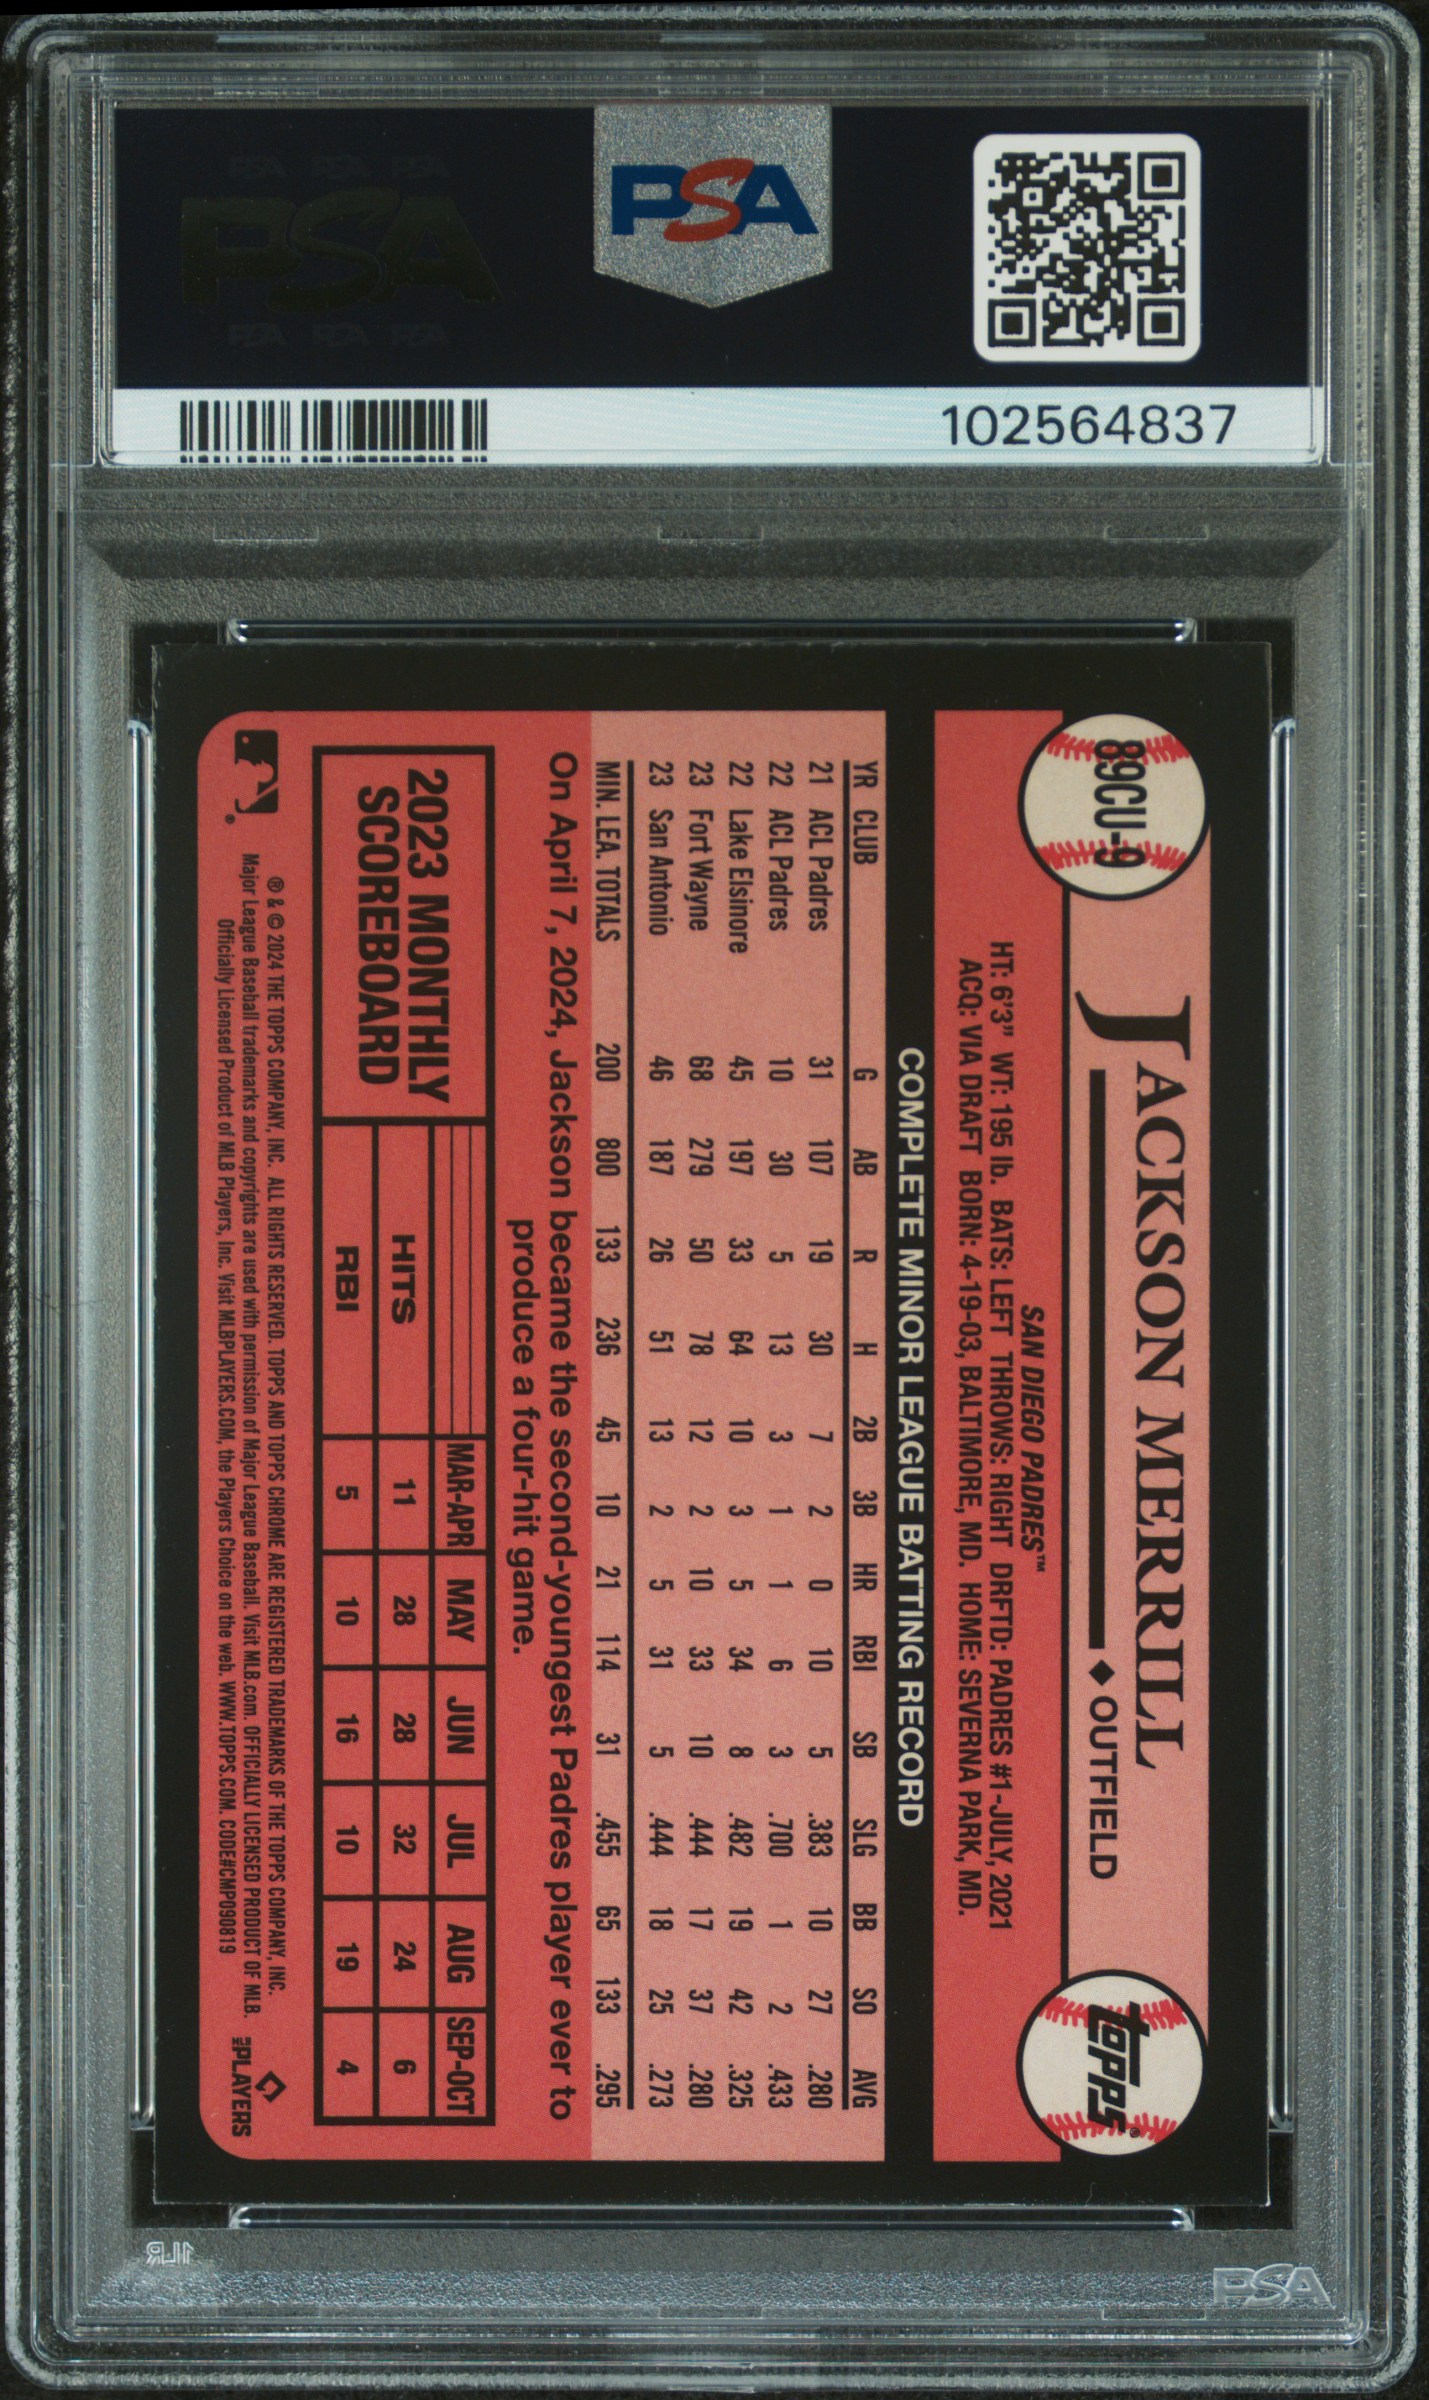 PSA PSA PSA
PSA
PSA PSA PSA
PSA
102564837
89CU-9
JACKSON MERRILL
◆ OUTFIELD
topps®
SAN DIEGO PADRES™
HT: 6'3" WT: 195 lb. BATS: LEFT THROWS: RIGHT DRFTD: PADRES #1-JULY, 2021
ACQ: VIA DRAFT BORN: 4-19-03, BALTIMORE, MD. HOME: SEVERNA PARK, MD.
COMPLETE MINOR LEAGUE BATTING RECORD
YR CLUB G AB R H 2B 3B HR RBI SB SLG BB SO AVG
21 ACL Padres 31 107 19 30 7 2 0 10 5 .383 10 27 .280
22 ACL Padres 10 30 5 13 3 1 1 6 3 .700 1 2 .433
22 Lake Elsinore 45 197 33 64 10 3 5 34 8 .482 19 42 .325
23 Fort Wayne 68 279 50 78 12 2 10 33 10 .444 17 37 .280
23 San Antonio 46 187 26 51 13 2 5 31 5 .444 18 25 .273
MIN. LEA. TOTALS 200 800 133 236 45 10 21 114 31 .455 65 133 .295
On April 7, 2024, Jackson became the second-youngest Padres player ever to
produce a four-hit game.
2023 MONTHLY
SCOREBOARD
MAR-APR MAY JUN JUL AUG SEP-OCT
HITS 11 28 28 32 24 6
RBI 5 10 16 10 19 4
® & © 2024 THE TOPPS COMPANY, INC. ALL RIGHTS RESERVED. TOPPS AND TOPPS CHROME ARE REGISTERED TRADEMARKS OF THE TOPPS COMPANY, INC.
Major League Baseball trademarks and copyrights are used with permission of Major League Baseball. Visit MLB.com. OFFICIALLY LICENSED PRODUCT OF MLB.
Officially Licensed Product of MLB Players, Inc. Visit MLBPLAYERS.COM, the Players Choice on the web. WWW.TOPPS.COM. CODE#CMP090819
MLB PLAYERS
1LR
PSA